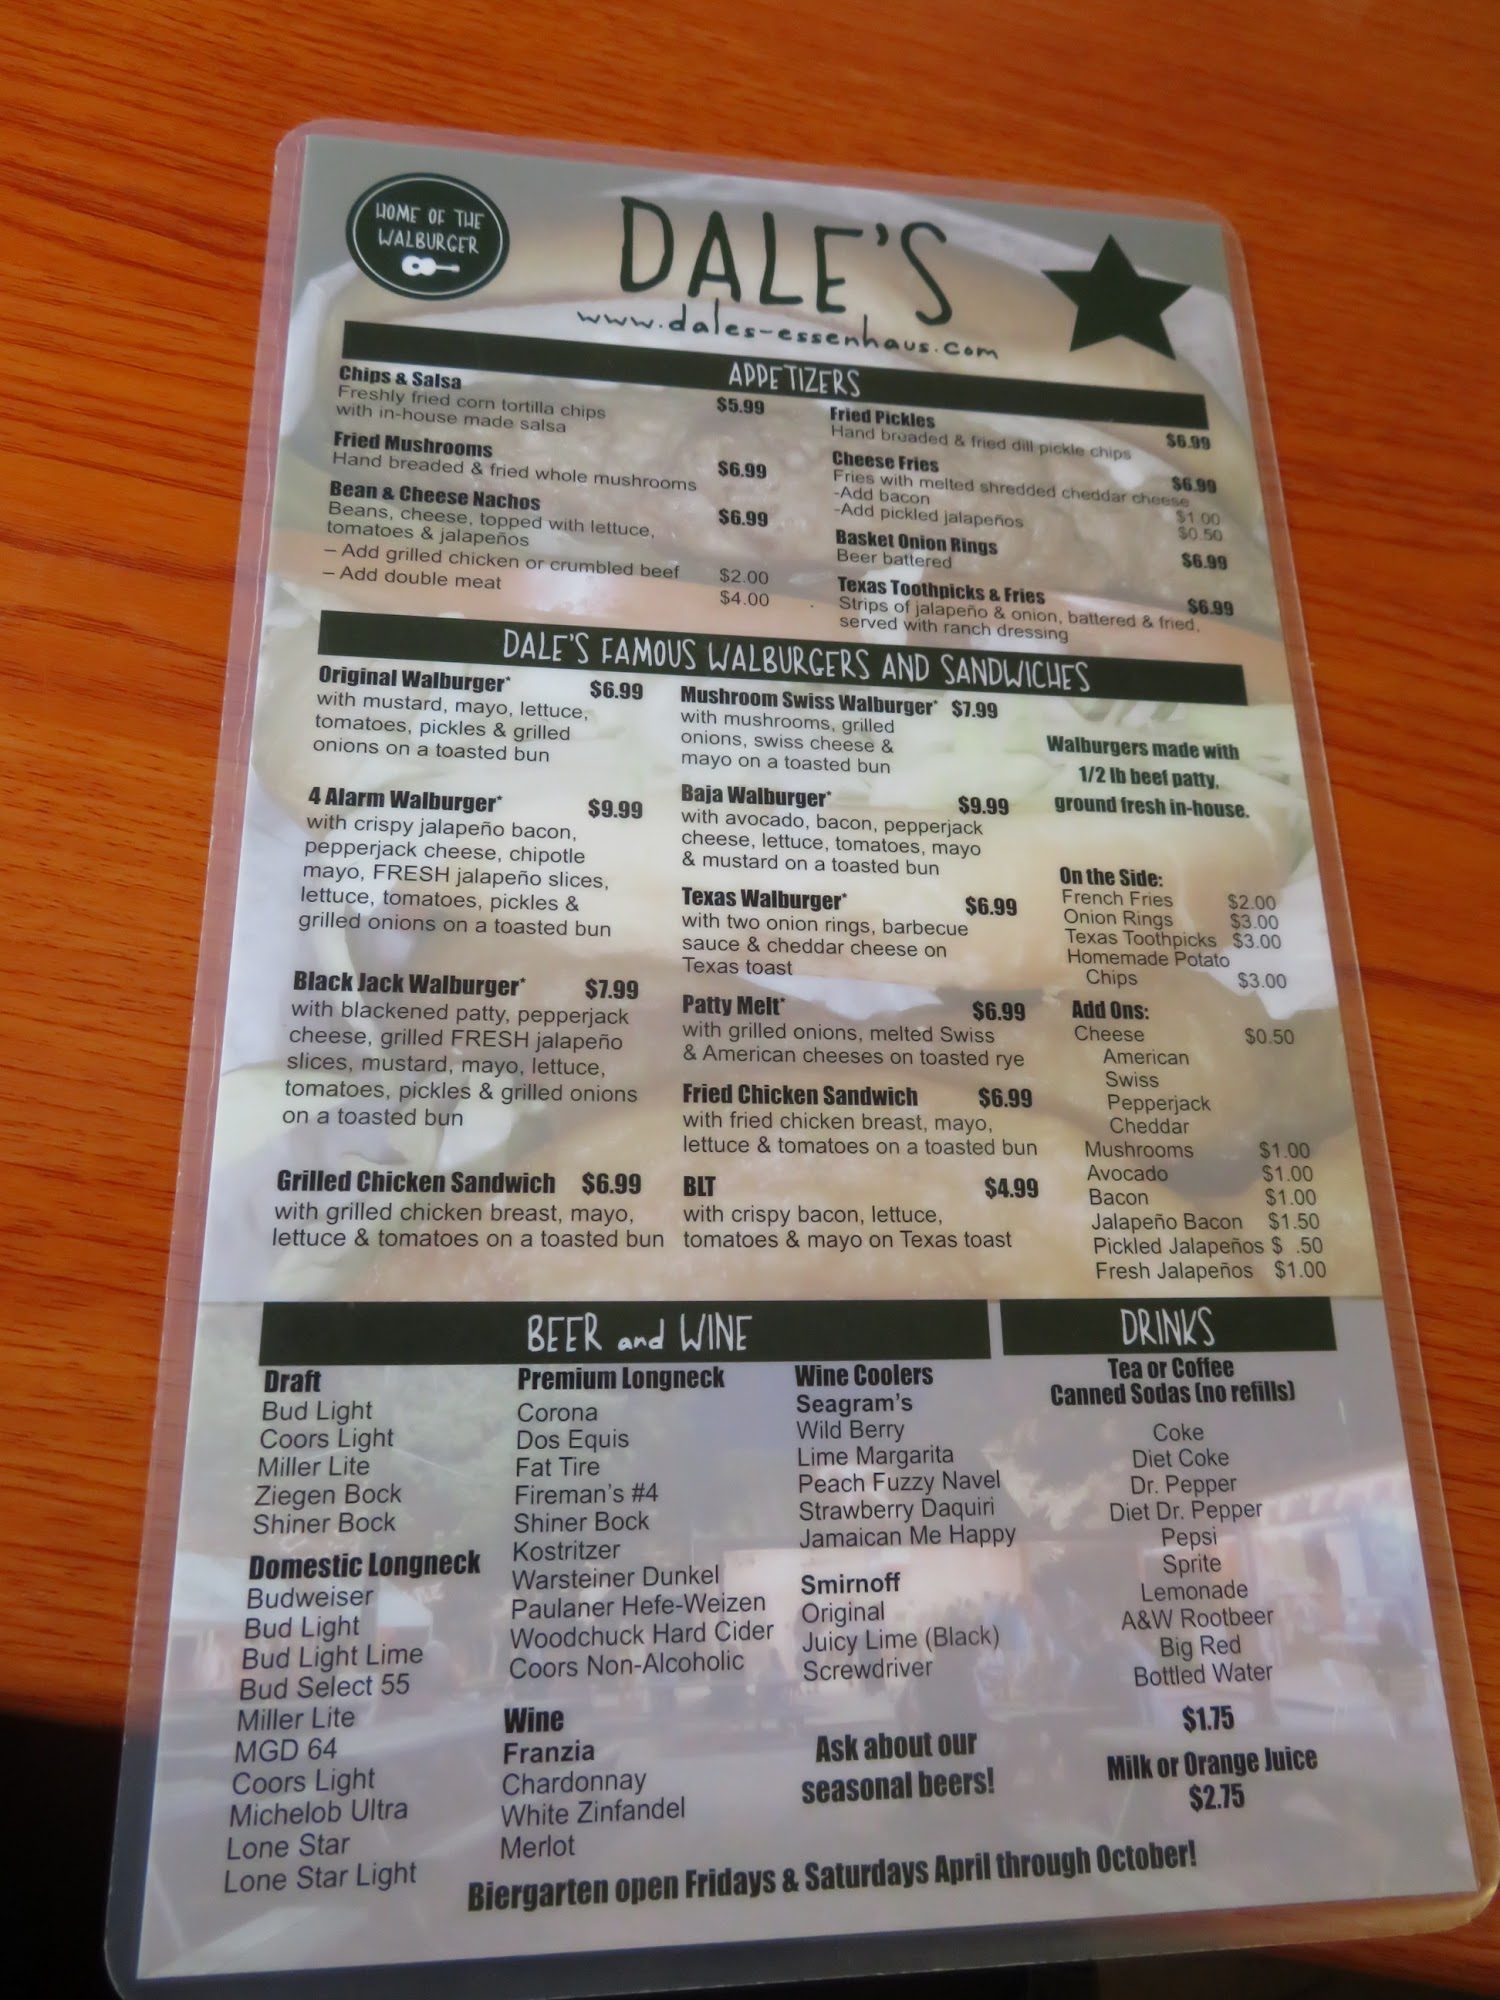 HOME OF THE
WALBURGER
DALE'S
www.dales-essenhaus.com
APPETIZERS
Chips & Salsa $5.99
Freshly fried corn tortilla chips
with in-house made salsa
Fried Mushrooms $6.99
Hand breaded & fried whole mushrooms
Bean & Cheese Nachos $6.99
Beans, cheese, topped with lettuce,
tomatoes & jalapeños
– Add grilled chicken or crumbled beef $2.00
– Add double meat $4.00
Fried Pickles $6.99
Hand breaded & fried dill pickle chips
Cheese Fries $6.99
Fries with melted shredded cheddar cheese
-Add bacon $1.00
-Add pickled jalapeños $0.50
Basket Onion Rings $6.99
Beer battered
Texas Toothpicks & Fries $6.99
Strips of jalapeño & onion, battered & fried,
served with ranch dressing
DALE'S FAMOUS WALBURGERS AND SANDWICHES
Original Walburger* $6.99
with mustard, mayo, lettuce,
tomatoes, pickles & grilled
onions on a toasted bun
4 Alarm Walburger* $9.99
with crispy jalapeño bacon,
pepperjack cheese, chipotle
mayo, FRESH jalapeño slices,
lettuce, tomatoes, pickles &
grilled onions on a toasted bun
Black Jack Walburger* $7.99
with blackened patty, pepperjack
cheese, grilled FRESH jalapeño
slices, mustard, mayo, lettuce,
tomatoes, pickles & grilled onions
on a toasted bun
Grilled Chicken Sandwich $6.99
with grilled chicken breast, mayo,
lettuce & tomatoes on a toasted bun
Mushroom Swiss Walburger* $7.99
with mushrooms, grilled
onions, swiss cheese &
mayo on a toasted bun
Baja Walburger* $9.99
with avocado, bacon, pepperjack
cheese, lettuce, tomatoes, mayo
& mustard on a toasted bun
Texas Walburger* $6.99
with two onion rings, barbecue
sauce & cheddar cheese on
Texas toast
Patty Melt* $6.99
with grilled onions, melted Swiss
& American cheeses on toasted rye
Fried Chicken Sandwich $6.99
with fried chicken breast, mayo,
lettuce & tomatoes on a toasted bun
BLT $4.99
with crispy bacon, lettuce,
tomatoes & mayo on Texas toast
Walburgers made with
1/2 lb beef patty,
ground fresh in-house.
On the Side:
French Fries $2.00
Onion Rings $3.00
Texas Toothpicks $3.00
Homemade Potato
Chips $3.00
Add Ons:
Cheese $0.50
American
Swiss
Pepperjack
Cheddar
Mushrooms $1.00
Avocado $1.00
Bacon $1.00
Jalapeño Bacon $1.50
Pickled Jalapeños $ .50
Fresh Jalapeños $1.00
BEER and WINE
Draft
Bud Light
Coors Light
Miller Lite
Ziegen Bock
Shiner Bock
Domestic Longneck
Budweiser
Bud Light
Bud Light Lime
Bud Select 55
Miller Lite
MGD 64
Coors Light
Michelob Ultra
Lone Star
Lone Star Light
Premium Longneck
Corona
Dos Equis
Fat Tire
Fireman's #4
Shiner Bock
Kostritzer
Warsteiner Dunkel
Paulaner Hefe-Weizen
Woodchuck Hard Cider
Coors Non-Alcoholic
Wine
Franzia
Chardonnay
White Zinfandel
Merlot
Wine Coolers
Seagram's
Wild Berry
Lime Margarita
Peach Fuzzy Navel
Strawberry Daquiri
Jamaican Me Happy
Smirnoff
Original
Juicy Lime (Black)
Screwdriver
Ask about our
seasonal beers!
DRINKS
Tea or Coffee
Canned Sodas (no refills)
Coke
Diet Coke
Dr. Pepper
Diet Dr. Pepper
Pepsi
Sprite
Lemonade
A&W Rootbeer
Big Red
Bottled Water
$1.75
Milk or Orange Juice
$2.75
Biergarten open Fridays & Saturdays April through October!